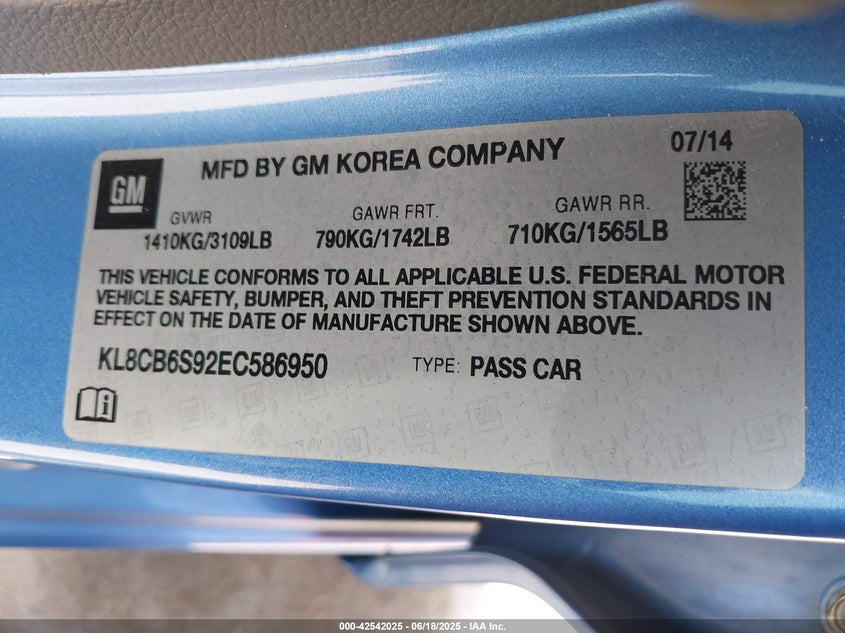 MFD BY GM KOREA COMPANY 07/14
GM
GVWR GAWR FRT. GAWR RR.
1410KG/3109LB 790KG/1742LB 710KG/1565LB
THIS VEHICLE CONFORMS TO ALL APPLICABLE U.S. FEDERAL MOTOR
VEHICLE SAFETY, BUMPER, AND THEFT PREVENTION STANDARDS IN
EFFECT ON THE DATE OF MANUFACTURE SHOWN ABOVE.
KL8CB6S92EC586950 TYPE: PASS CAR
000-42542025 | 06/18/2025 | IAA Inc.